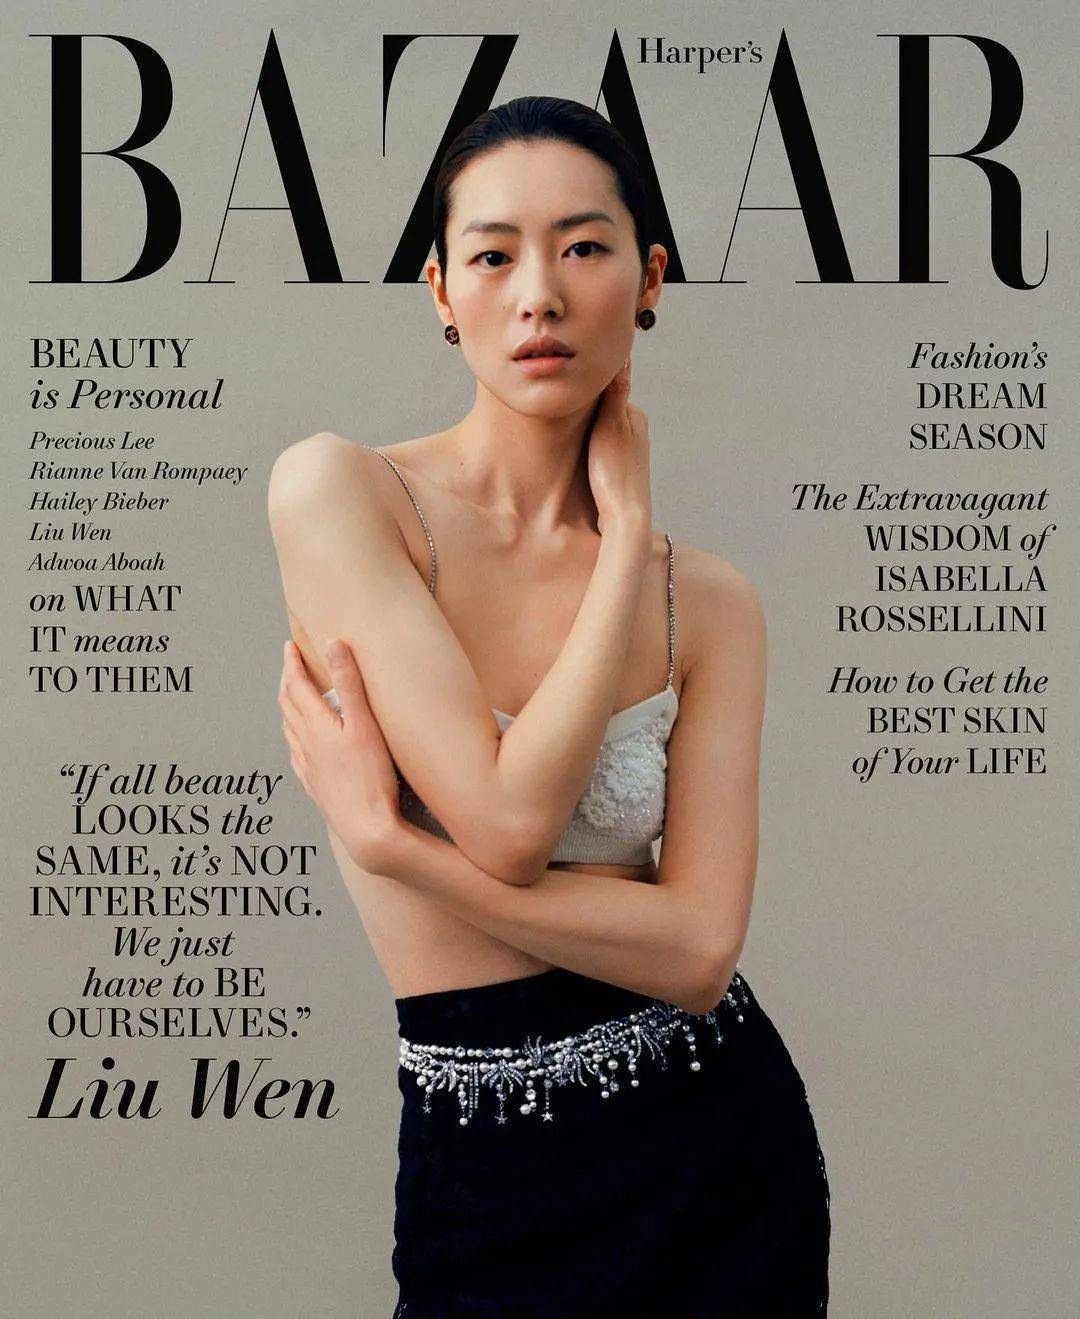 Harper's
BAZAAR
BEAUTY
is Personal
Precious Lee
Rianne Van Rompaey
Hailey Bieber
Liu Wen
Adwoa Aboah
on WHAT
IT means
TO THEM
“If all beauty
LOOKS the
SAME, it’s NOT
INTERESTING.
We just
have to BE
OURSELVES.”
Liu Wen
Fashion’s
DREAM
SEASON
The Extravagant
WISDOM of
ISABELLA
ROSSELLINI
How to Get the
BEST SKIN
of Your LIFE